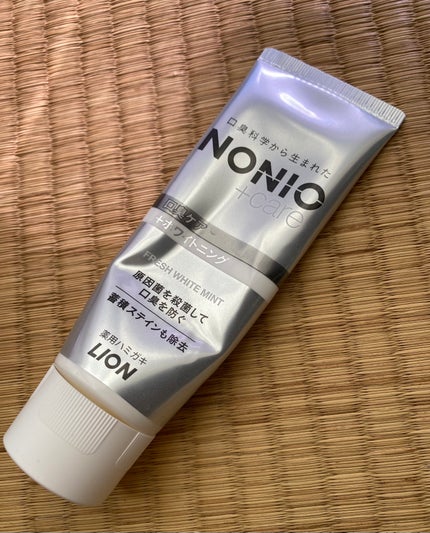 口臭科学から生まれた
NONIO
+care
口臭ケア
+ホワイトニング
FRESH WHITE MINT
原因菌を殺菌して
口臭を防ぐ
蓄積ステインも除去
薬用ハミガキ
LION